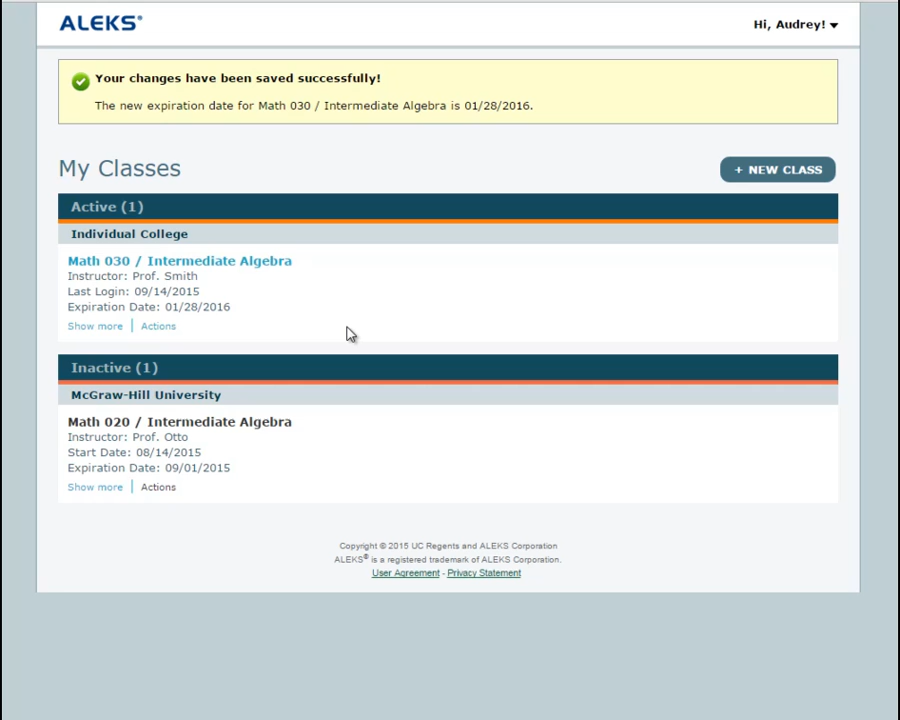 ALEKS®
Hi, Audrey!
Your changes have been saved successfully!
The new expiration date for Math 030 / Intermediate Algebra is 01/28/2016.
My Classes
+ NEW CLASS
Active (1)
Individual College
Math 030 / Intermediate Algebra
Instructor: Prof. Smith
Last Login: 09/14/2015
Expiration Date: 01/28/2016
Show more | Actions
Inactive (1)
McGraw-Hill University
Math 020 / Intermediate Algebra
Instructor: Prof. Otto
Start Date: 08/14/2015
Expiration Date: 09/01/2015
Show more | Actions
Copyright © 2015 UC Regents and ALEKS Corporation
ALEKS® is a registered trademark of ALEKS Corporation.
User Agreement - Privacy Statement